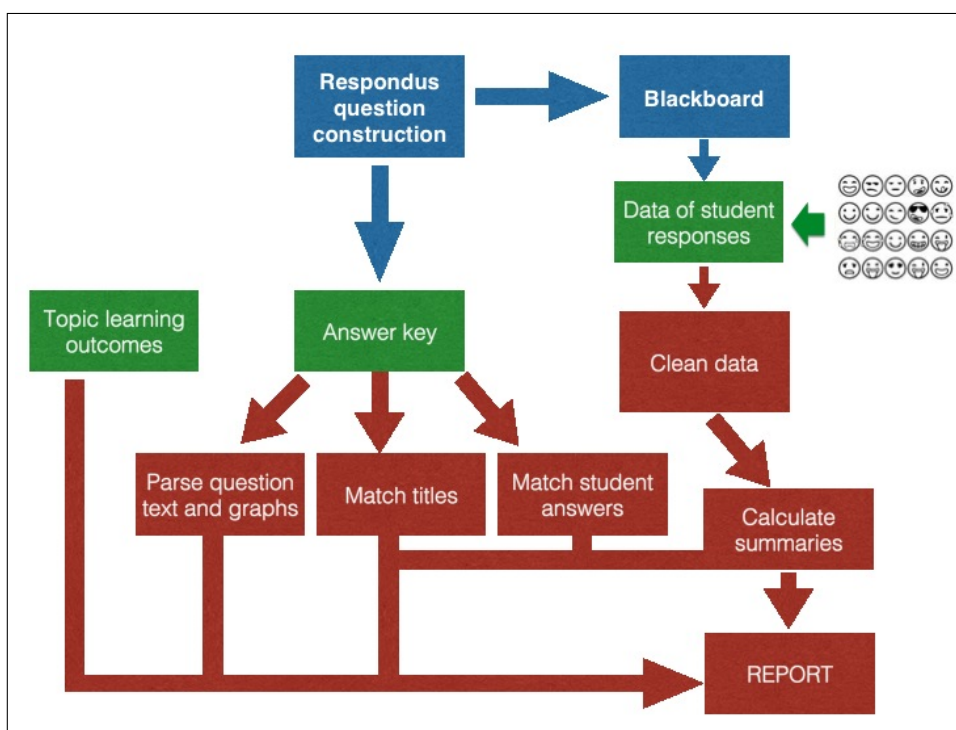 Respondus
question
construction
Blackboard
Data of student
responses
Topic learning
outcomes
Answer key
Clean data
Parse question
text and graphs
Match titles
Match student
answers
Calculate
summaries
REPORT